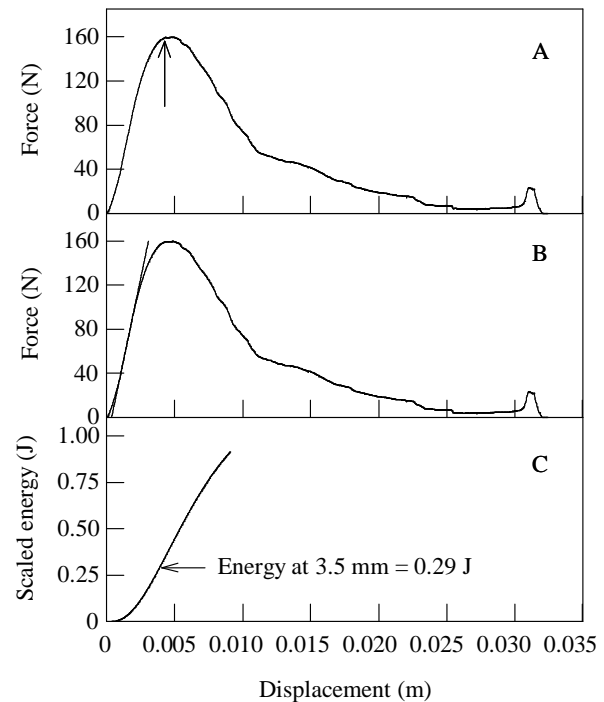 160
120
80
40
0
Force (N)
A
160
120
80
40
0
Force (N)
B
1.00
0.75
0.50
0.25
0
Scaled energy (J)
C
Energy at 3.5 mm = 0.29 J
0 0.005 0.010 0.015 0.020 0.025 0.030 0.035
Displacement (m)